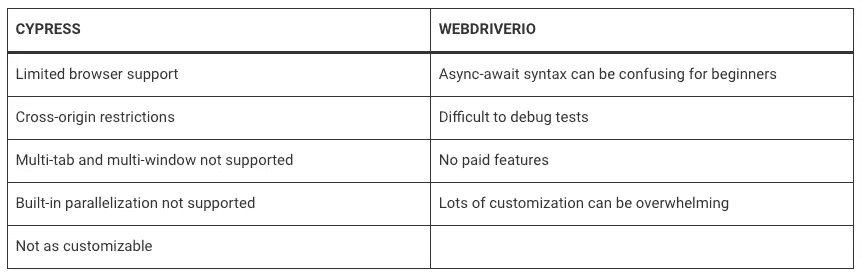 CYPRESS
WEBDRIVERIO
Limited browser support
Async-await syntax can be confusing for beginners
Cross-origin restrictions
Difficult to debug tests
Multi-tab and multi-window not supported
No paid features
Built-in parallelization not supported
Lots of customization can be overwhelming
Not as customizable